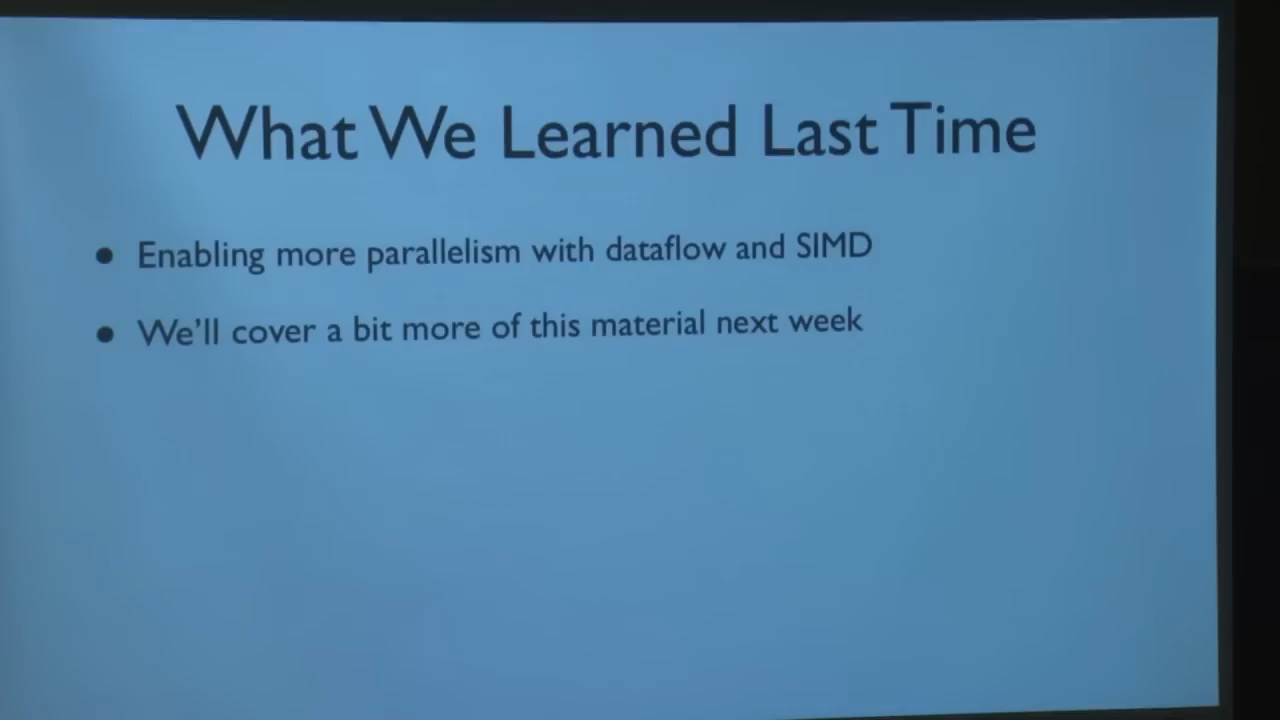 What We Learned Last Time
• Enabling more parallelism with dataflow and SIMD
• We'll cover a bit more of this material next week